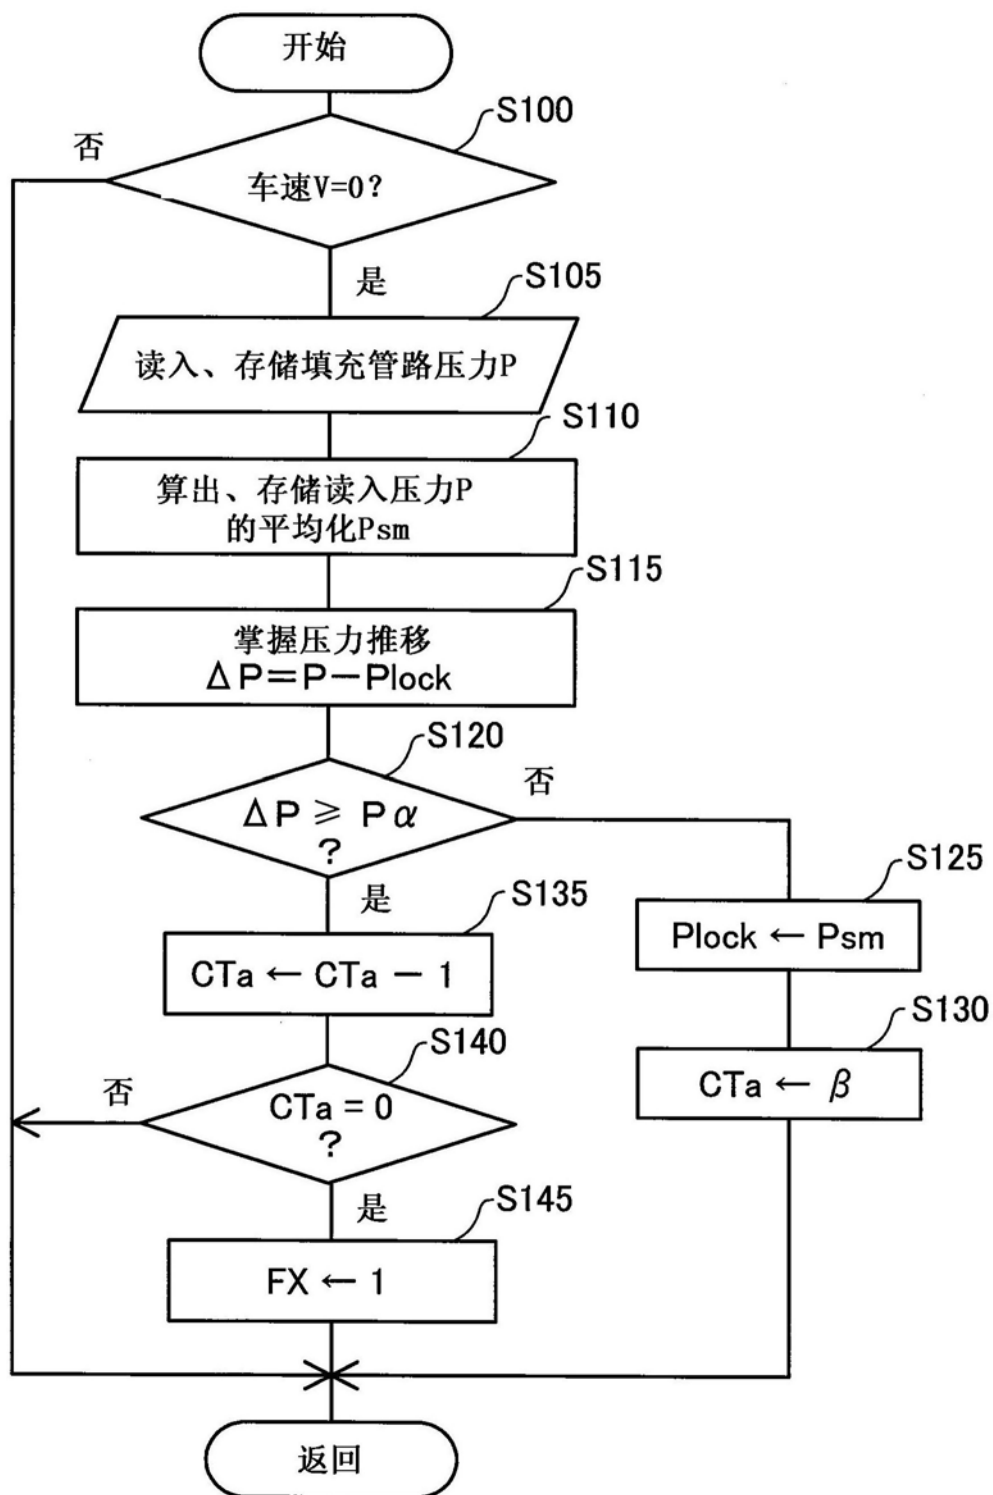 开始
S100
否
车速V=0?
是
S105
读入、存储填充管路压力P
S110
算出、存储读入压力P
的平均化Psm
S115
掌握压力推移
ΔP=P-Plock
S120
否
ΔP ≧ Pα
?
是
S135
CTa ← CTa - 1
S125
Plock ← Psm
S130
CTa ← β
S140
否
CTa = 0
?
是
S145
FX ← 1
返回